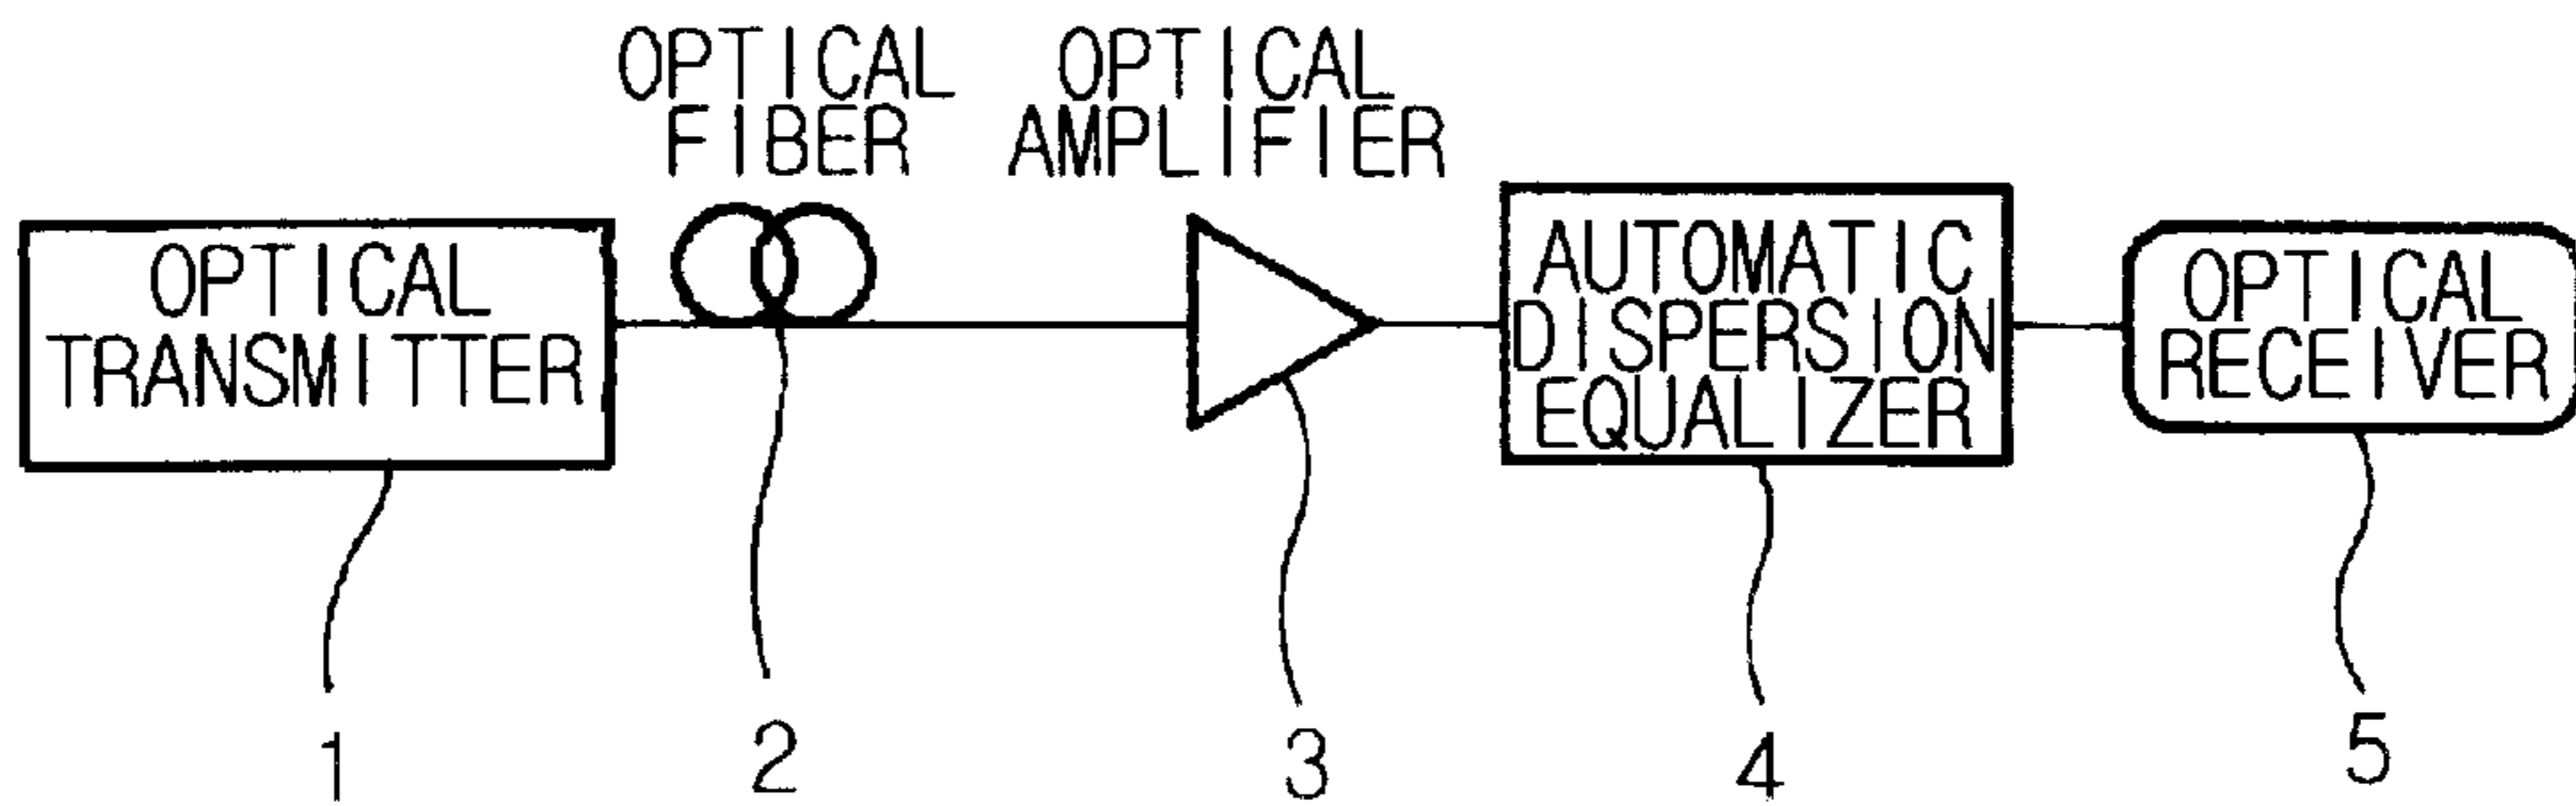 OPTICAL
FIBER
OPTICAL
AMPLIFIER
OPTICAL
TRANSMITTER
AUTOMATIC
DISPERSION
EQUALIZER
OPTICAL
RECEIVER
1
2
3
4
5